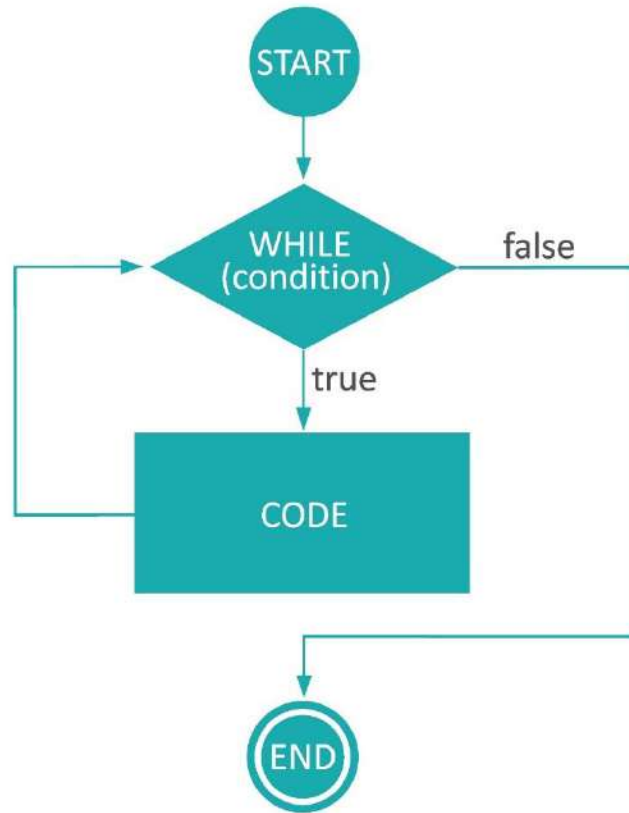 START
WHILE
(condition)
false
true
CODE
END